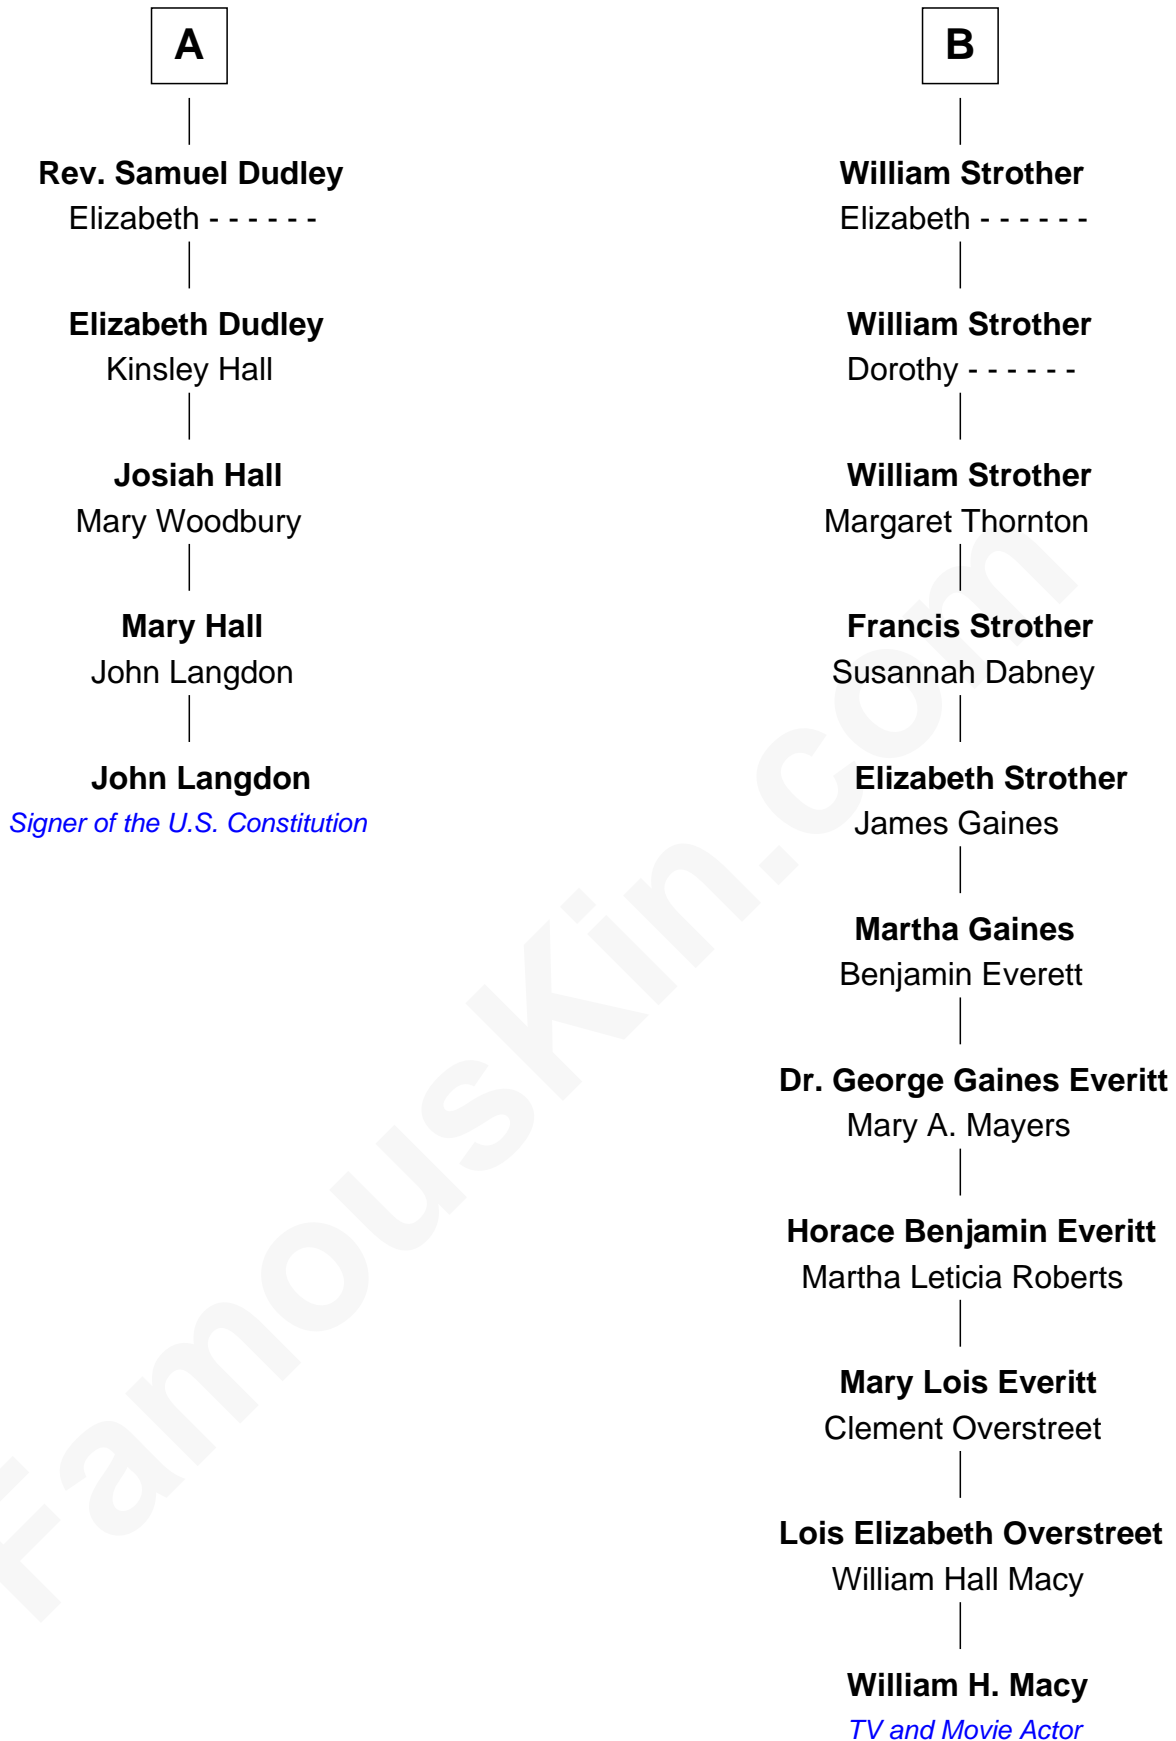 A
Rev. Samuel Dudley
Elizabeth - - - - - -
Elizabeth Dudley
Kinsley Hall
Josiah Hall
Mary Woodbury
Mary Hall
John Langdon
John Langdon
Signer of the U.S. Constitution
B
William Strother
Elizabeth - - - - - -
William Strother
Dorothy - - - - - -
William Strother
Margaret Thornton
Francis Strother
Susannah Dabney
Elizabeth Strother
James Gaines
Martha Gaines
Benjamin Everett
Dr. George Gaines Everitt
Mary A. Mayers
Horace Benjamin Everitt
Martha Leticia Roberts
Mary Lois Everitt
Clement Overstreet
Lois Elizabeth Overstreet
William Hall Macy
William H. Macy
TV and Movie Actor
FamousKin.com